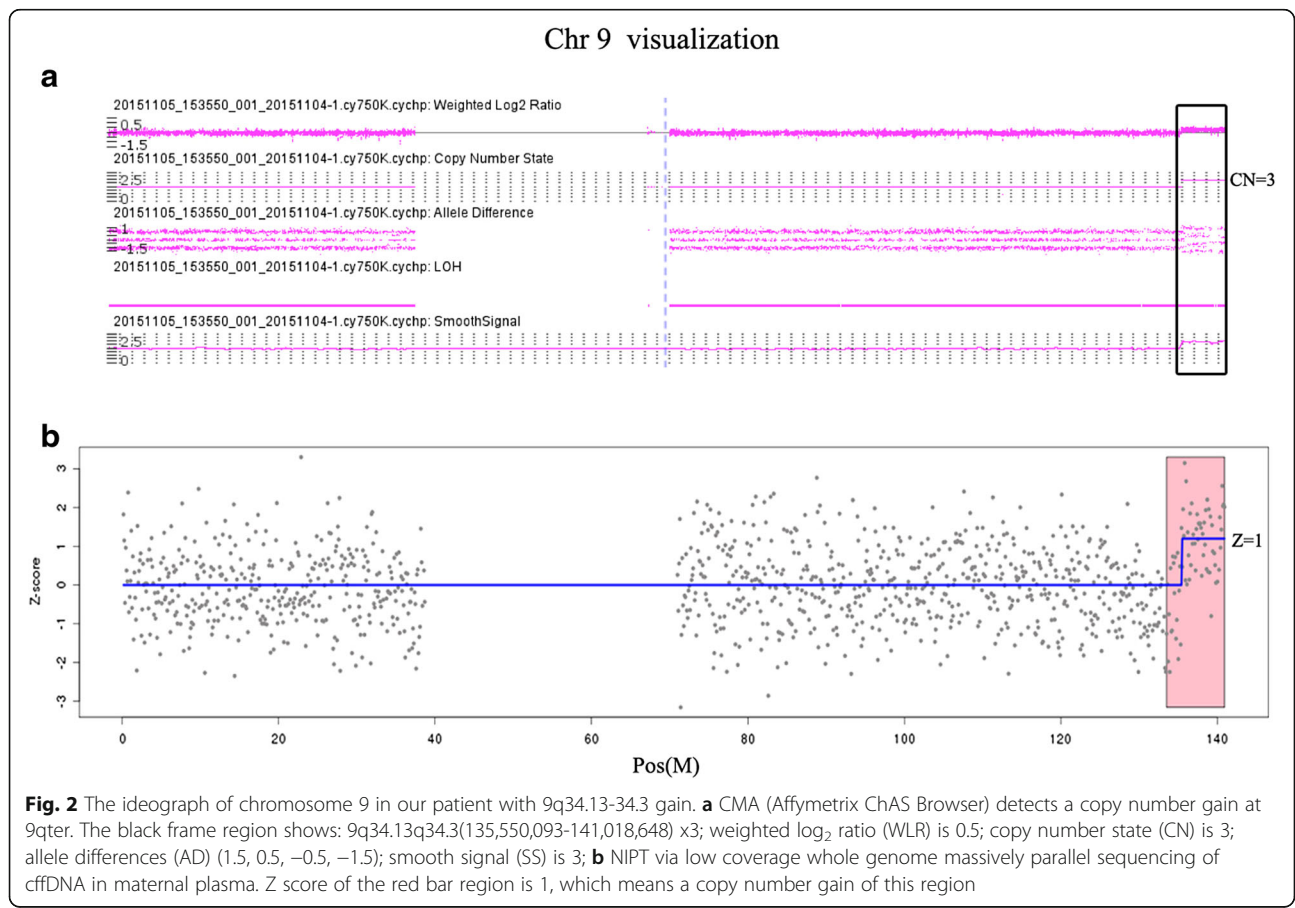 Chr 9 visualization
a
20151105_153550_001_20151104-1.cy750K.cychp: Weighted Log2 Ratio
0.5
-1.5
20151105_153550_001_20151104-1.cy750K.cychp: Copy Number State
2.5
0
CN=3
20151105_153550_001_20151104-1.cy750K.cychp: Allele Difference
1
-1.5
20151105_153550_001_20151104-1.cy750K.cychp: LOH
20151105_153550_001_20151104-1.cy750K.cychp: SmoothSignal
2.5
0
b
Z-score
3
2
1
0
-1
-2
-3
Z=1
0 20 40 60 80 100 120 140
Pos(M)
Fig. 2 The ideograph of chromosome 9 in our patient with 9q34.13-34.3 gain. a CMA (Affymetrix ChAS Browser) detects a copy number gain at
9qter. The black frame region shows: 9q34.13q34.3(135,550,093-141,018,648) x3; weighted log2 ratio (WLR) is 0.5; copy number state (CN) is 3;
allele differences (AD) (1.5, 0.5, −0.5, −1.5); smooth signal (SS) is 3; b NIPT via low coverage whole genome massively parallel sequencing of
cffDNA in maternal plasma. Z score of the red bar region is 1, which means a copy number gain of this region